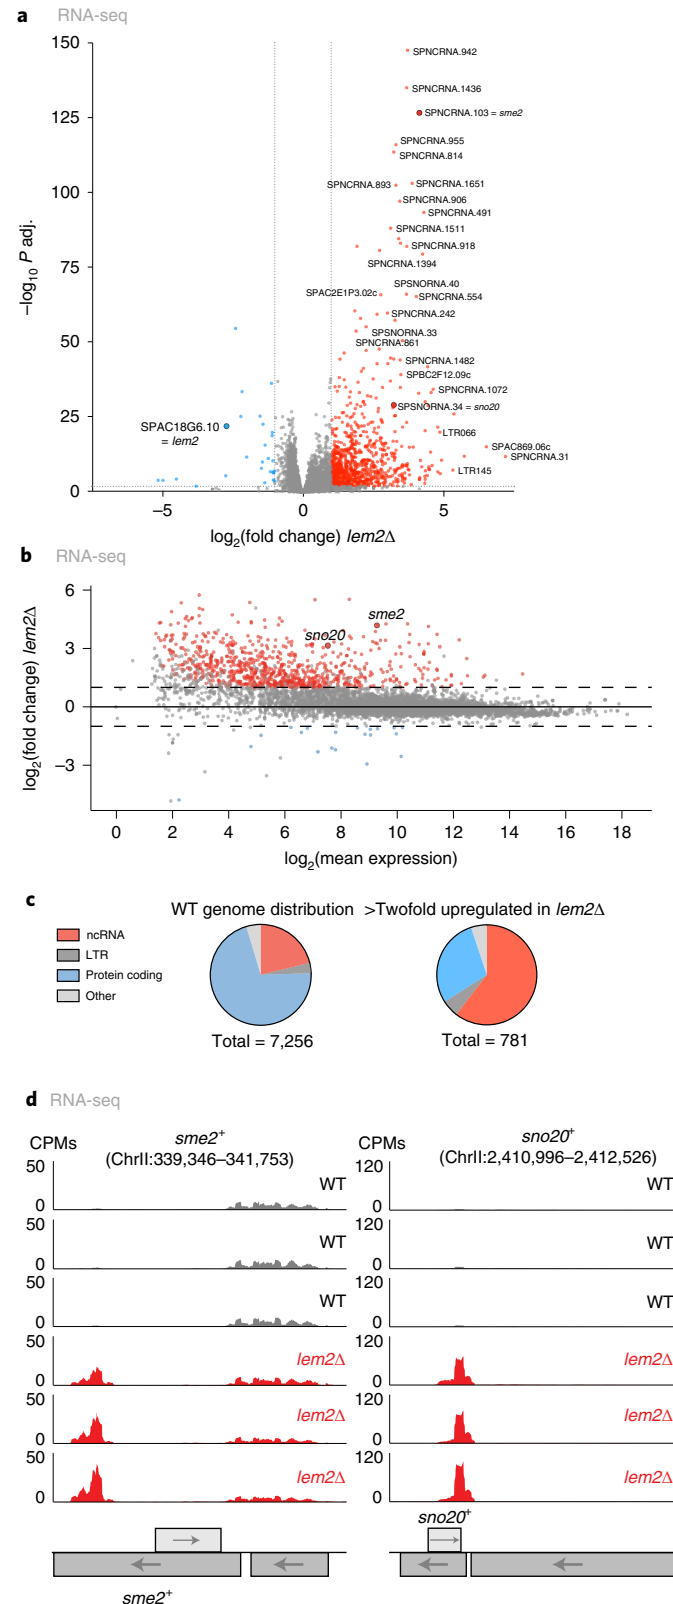 a RNA-seq
150
125
100
75
50
25
0
−log10 P adj.
SPNCRNA.942
SPNCRNA.1436
SPNCRNA.103 = sme2
SPNCRNA.955
SPNCRNA.814
SPNCRNA.893
SPNCRNA.1651
SPNCRNA.906
SPNCRNA.491
SPNCRNA.1511
SPNCRNA.918
SPNCRNA.1394
SPSNORNA.40
SPAC2E1P3.02c
SPNCRNA.554
SPNCRNA.242
SPSNORNA.33
SPNCRNA.861
SPNCRNA.1482
SPBC2F12.09c
SPNCRNA.1072
SPSNORNA.34 = sno20
SPAC18G6.10
= lem2
LTR066
SPAC869.06c
SPNCRNA.31
LTR145
−5 0 5
log2(fold change) lem2Δ
b RNA-seq
6
3
0
−3
log2(fold change) lem2Δ
sme2
sno20
0 2 4 6 8 10 12 14 16 18
log2(mean expression)
c
WT genome distribution >Twofold upregulated in lem2Δ
ncRNA
LTR
Protein coding
Other
Total = 7,256
Total = 781
d RNA-seq
CPMs sme2+
(ChrII:339,346–341,753)
50
0
WT
50
0
WT
50
0
WT
50
0
lem2Δ
50
0
lem2Δ
50
0
lem2Δ
sme2+
CPMs sno20+
(ChrII:2,410,996–2,412,526)
120
0
WT
120
0
WT
120
0
WT
120
0
lem2Δ
120
0
lem2Δ
120
0
lem2Δ
sno20+